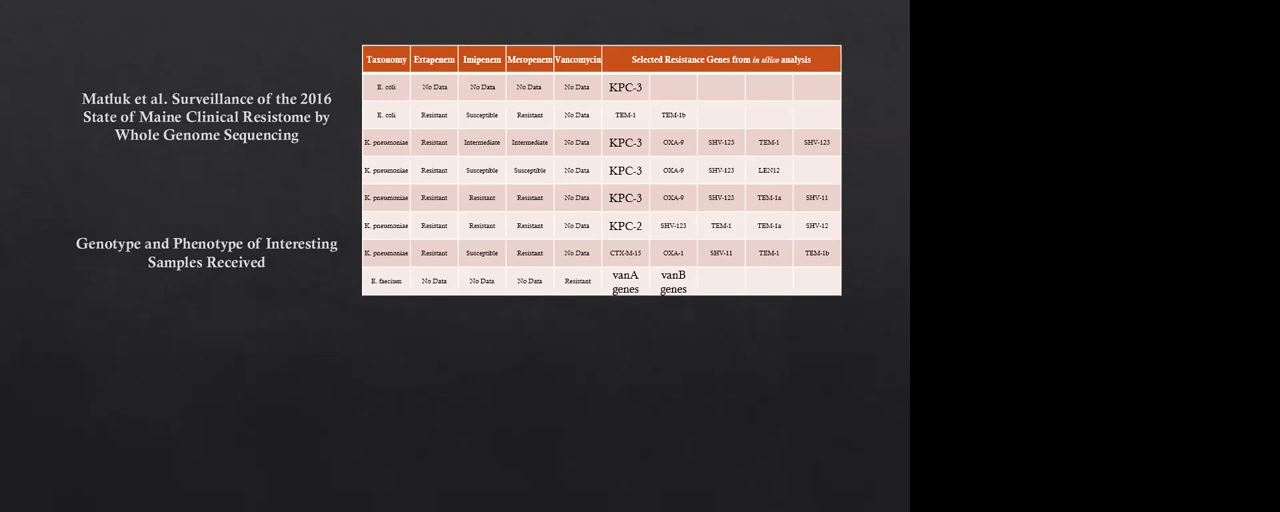 Matluk et al. Surveillance of the 2016
State of Maine Clinical Resistome by
Whole Genome Sequencing
Genotype and Phenotype of Interesting
Samples Received
Taxonomy Ertapenem Imipenem Meropenem Vancomycin Selected Resistance Genes from in silico analysis
E. coli No Data No Data No Data No Data KPC-3
E. coli Resistant Susceptible Resistant No Data TEM-1 TEM-1b
K. pneumoniae Resistant Intermediate Intermediate No Data KPC-3 OXA-9 SHV-123 TEM-1 SHV-123
K. pneumoniae Resistant Susceptible Susceptible No Data KPC-3 OXA-9 SHV-123 LEN12
K. pneumoniae Resistant Resistant Resistant No Data KPC-3 OXA-9 SHV-123 TEM-1a SHV-11
K. pneumoniae Resistant Resistant Resistant No Data KPC-2 SHV-123 TEM-1 TEM-1a SHV-12
K. pneumoniae Resistant Susceptible Resistant No Data CTX-M-15 OXA-1 SHV-11 TEM-1 TEM-1b
E. faecium No Data No Data No Data Resistant vanA genes vanB genes